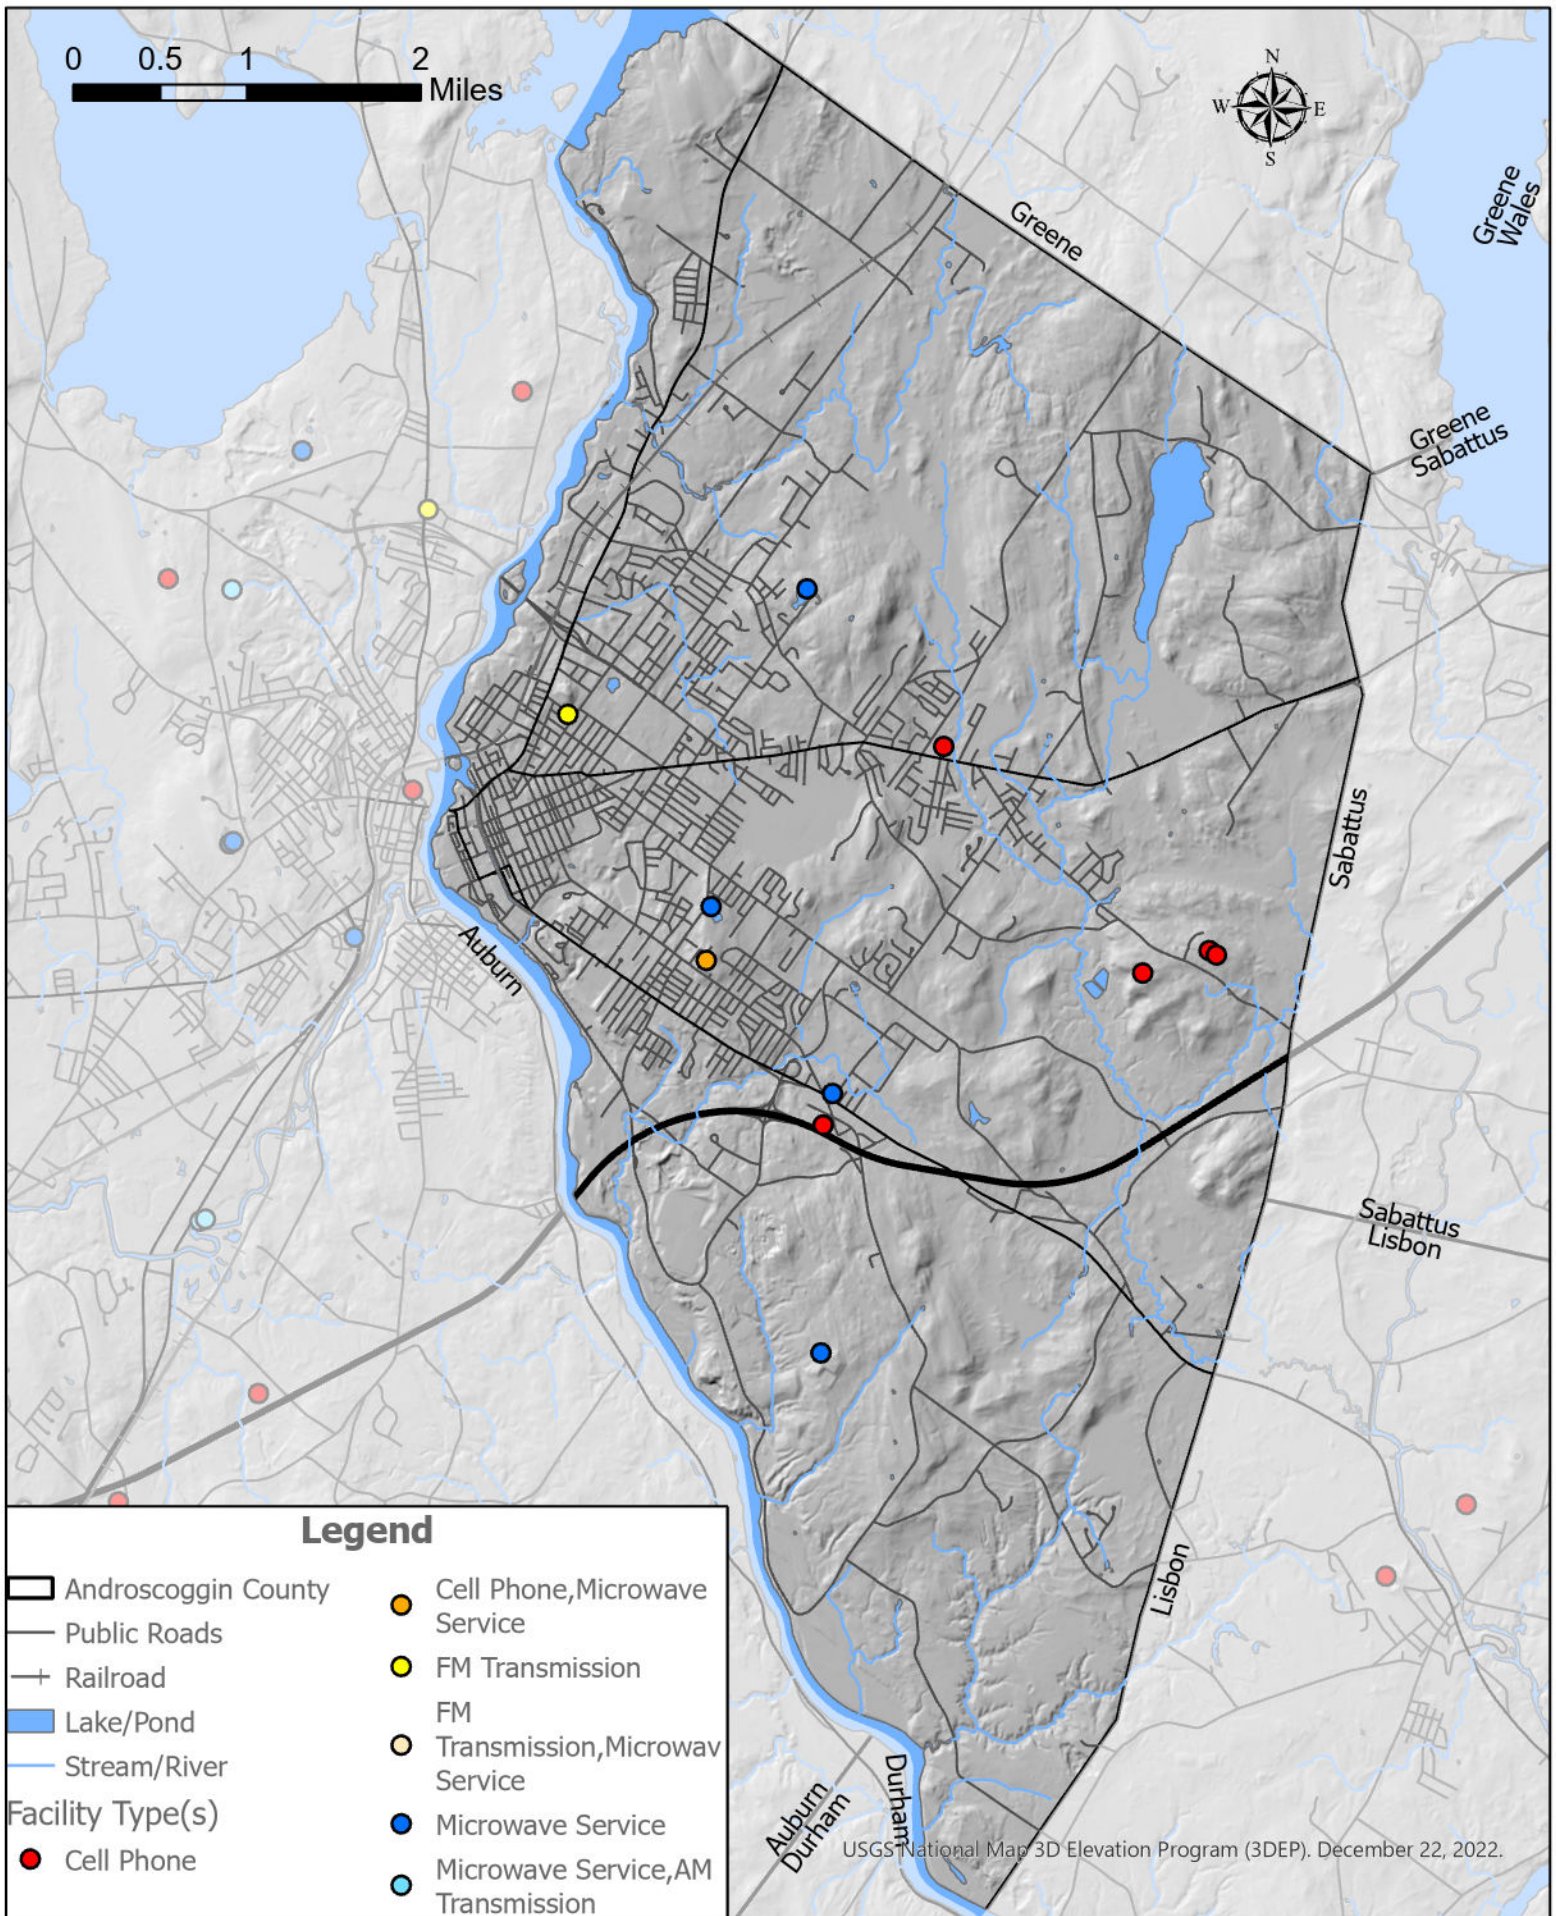 0 0.5 1 2
Miles
N
W E
S
Greene
Greene
Wales
Greene
Sabattus
Sabattus
Auburn
Sabattus
Lisbon
Lisbon
Auburn
Durham
Durham
USGS National Map 3D Elevation Program (3DEP). December 22, 2022.
Legend
Androscoggin County
Public Roads
Railroad
Lake/Pond
Stream/River
Facility Type(s)
Cell Phone
Cell Phone,Microwave
Service
FM Transmission
FM
Transmission,Microwav
Service
Microwave Service
Microwave Service,AM
Transmission